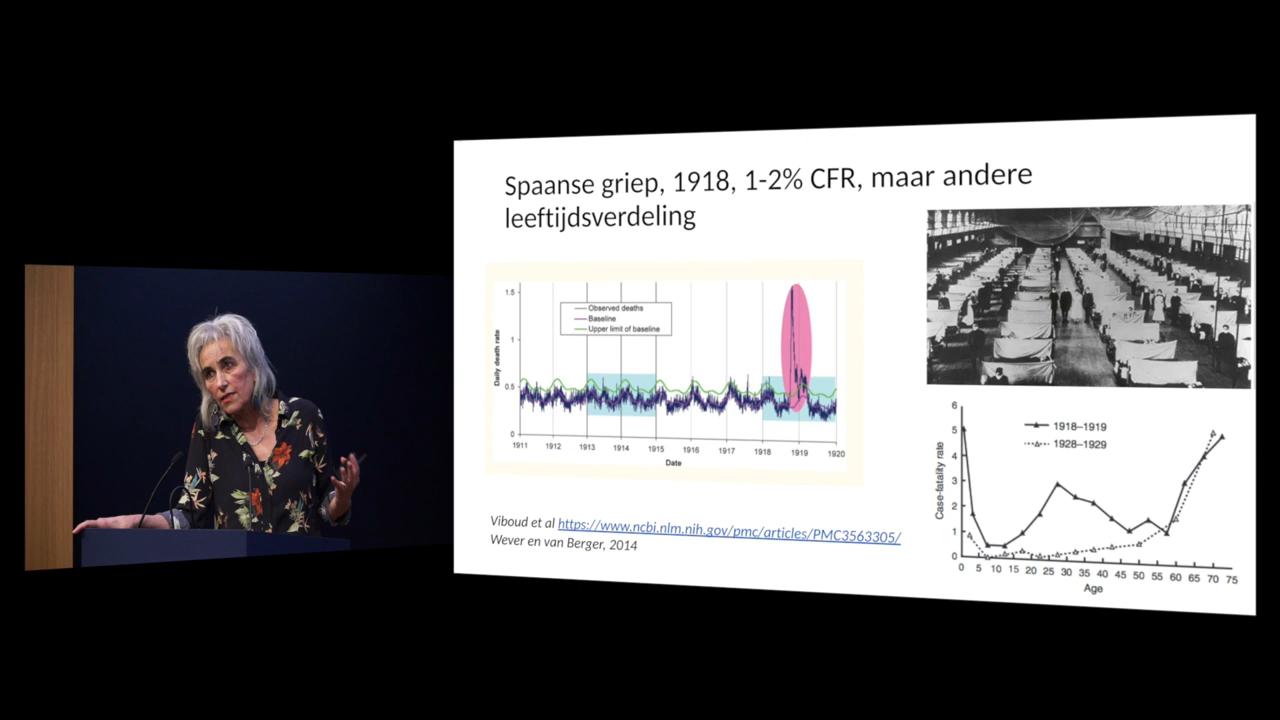 Spaanse griep, 1918, 1-2% CFR, maar andere
leeftijdsverdeling
1.5
1
0.5
0
Daily death rate
Observed deaths
Baseline
Upper limit of baseline
1911 1912 1913 1914 1915 1916 1917 1918 1919 1920
Date
Viboud et al https://www.ncbi.nlm.nih.gov/pmc/articles/PMC3563305/
Wever en van Berger, 2014
6
5
4
3
2
1
0
Case-fatality rate
1918–1919
1928–1929
0 5 10 15 20 25 30 35 40 45 50 55 60 65 70 75
Age